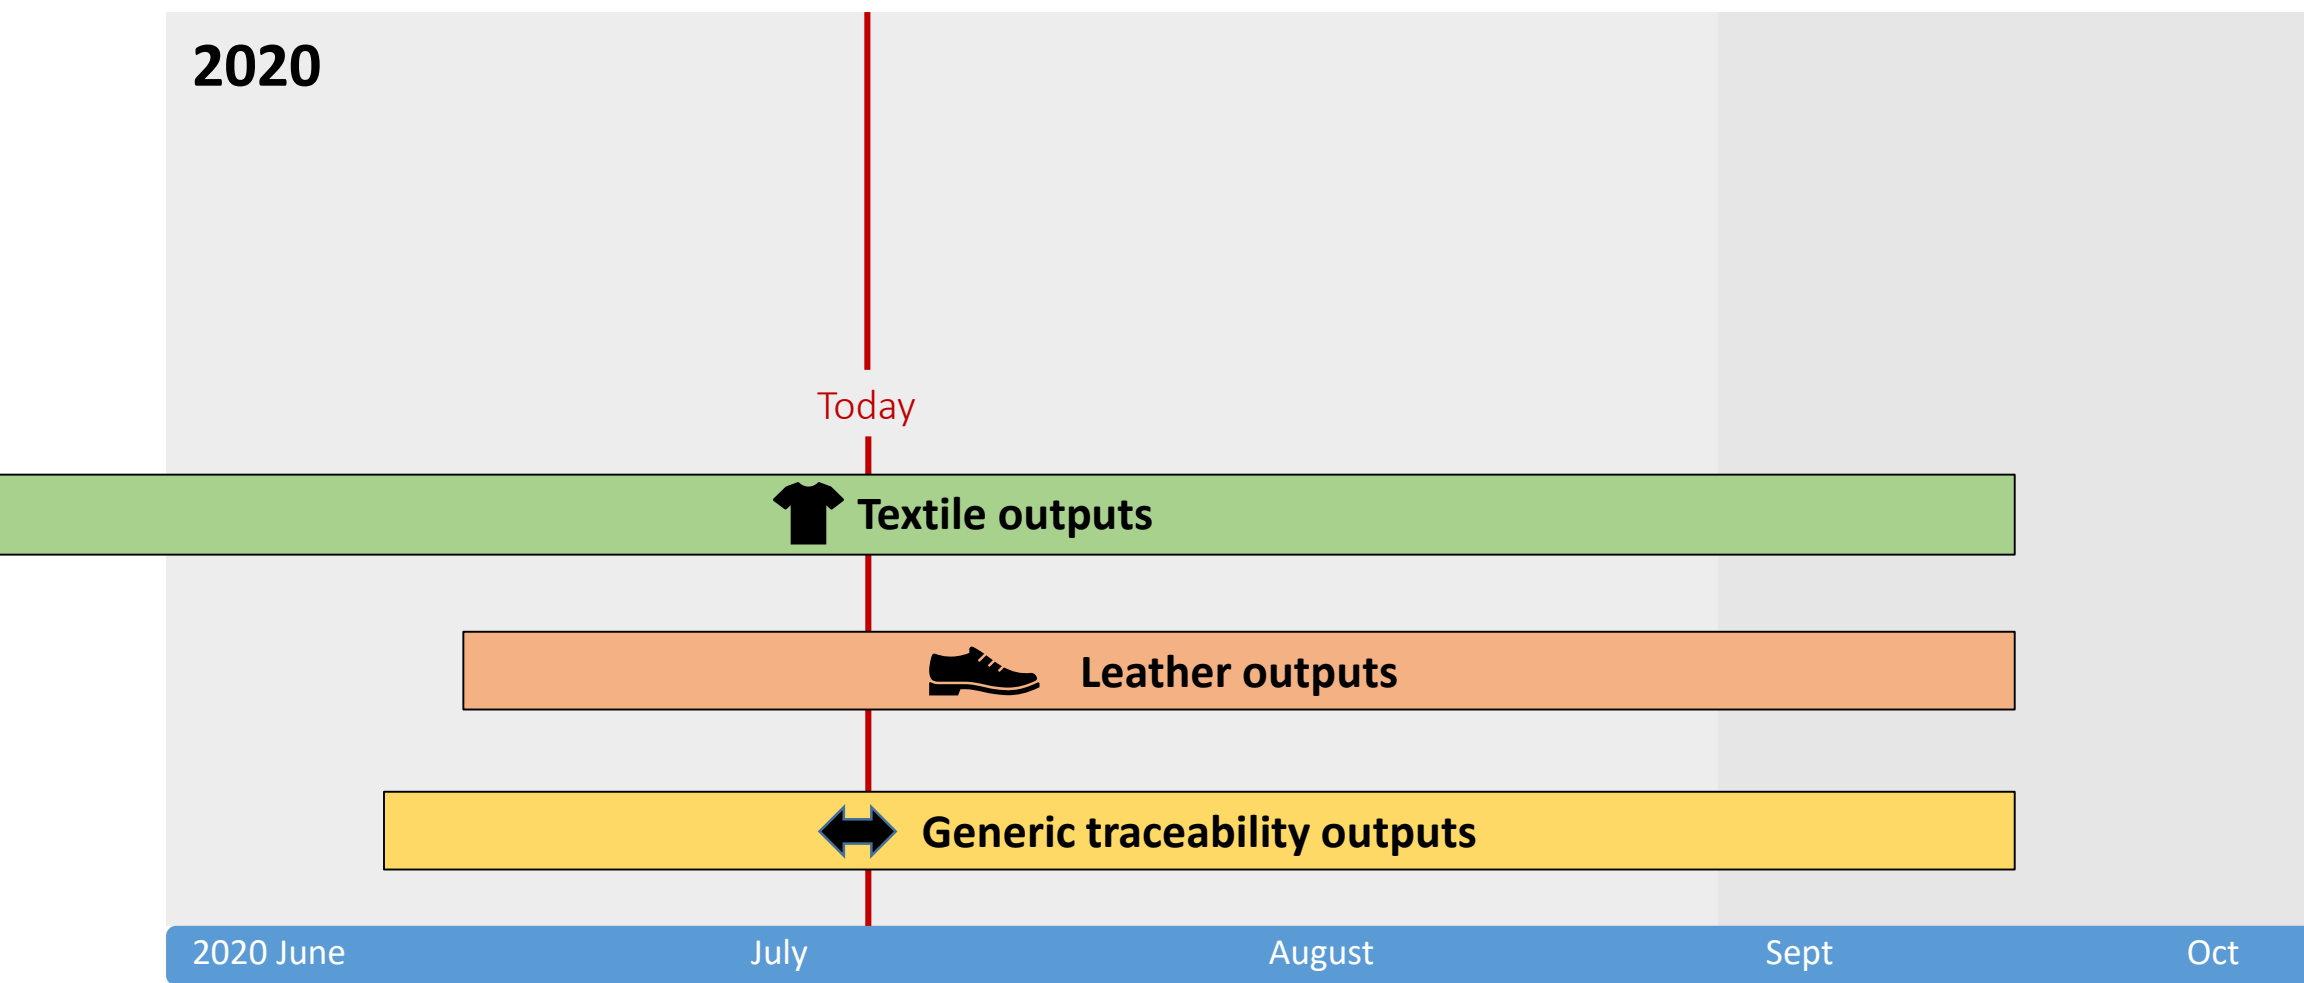 2020
Today
Textile outputs
Leather outputs
Generic traceability outputs
2020 June July August Sept Oct